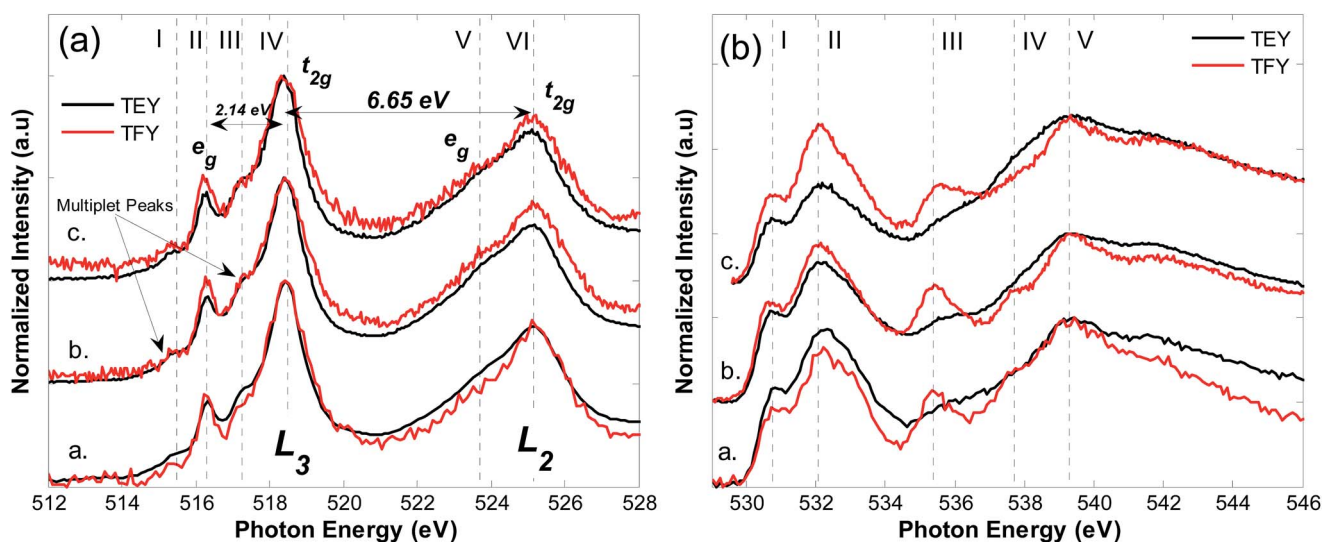 (a)
I II III IV V VI
t2g
t2g
6.65 eV
2.14 eV
TEY
TFY
eg
eg
Multiplet Peaks
c.
b.
a.
L3
L2
Normalized Intensity (a.u)
512 514 516 518 520 522 524 526 528
Photon Energy (eV)
(b)
I II III IV V
TEY
TFY
c.
b.
a.
Normalized Intensity (a.u)
530 532 534 536 538 540 542 544 546
Photon Energy (eV)